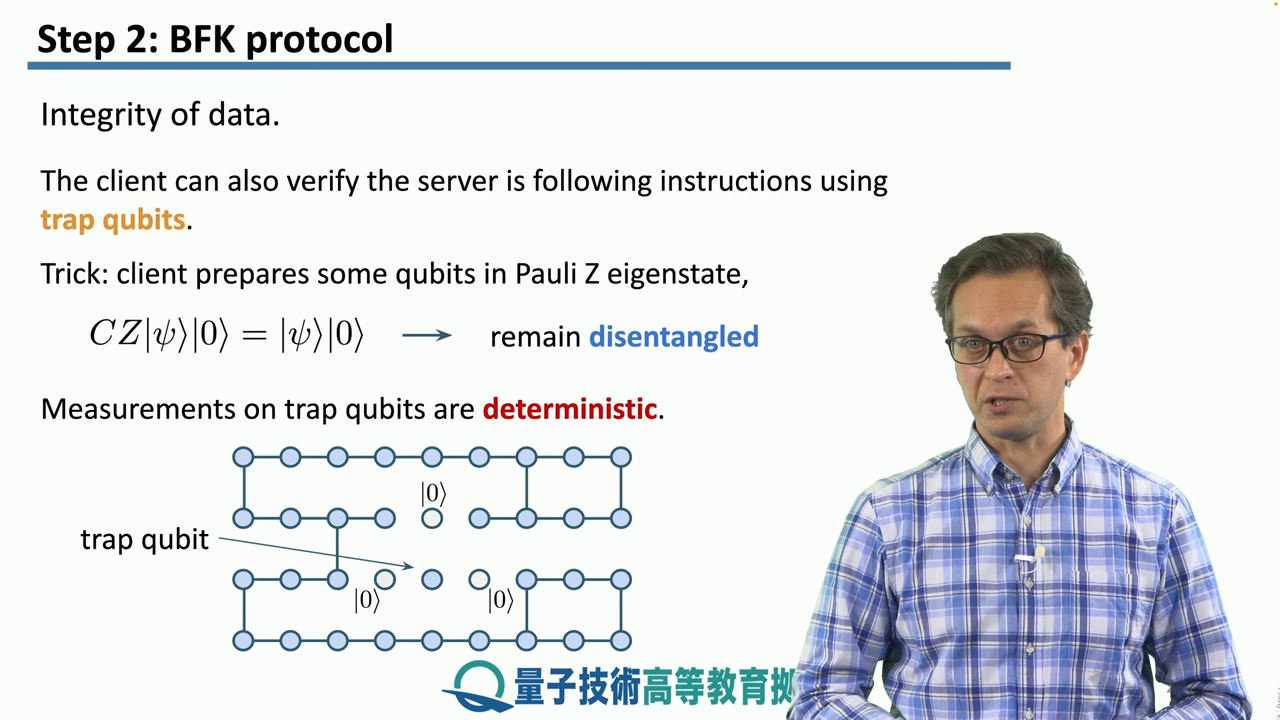 Step 2: BFK protocol
Integrity of data.
The client can also verify the server is following instructions using
trap qubits.
Trick: client prepares some qubits in Pauli Z eigenstate,
CZ|ψ⟩|0⟩ = |ψ⟩|0⟩ → remain disentangled
Measurements on trap qubits are deterministic.
|0⟩
trap qubit
|0⟩ |0⟩
量子技術高等教育拠